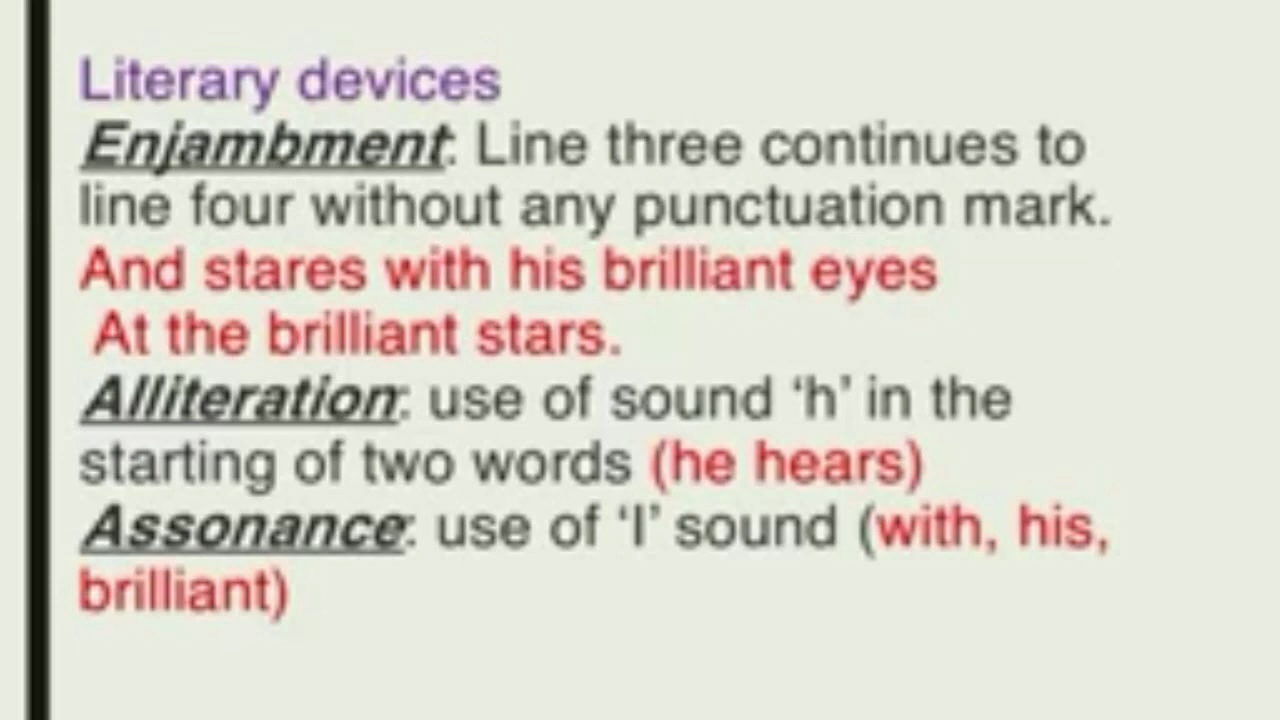 Literary devices
Enjambment: Line three continues to
line four without any punctuation mark.
And stares with his brilliant eyes
At the brilliant stars.
Alliteration: use of sound ‘h’ in the
starting of two words (he hears)
Assonance: use of ‘I’ sound (with, his,
brilliant)